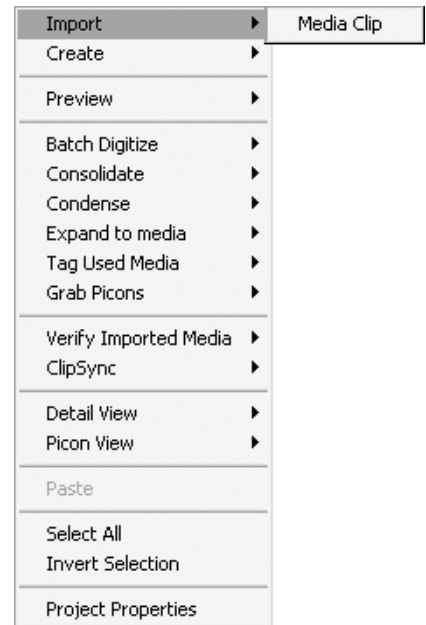 Import
Media Clip
Create
Preview
Batch Digitize
Consolidate
Condense
Expand to media
Tag Used Media
Grab Picons
Verify Imported Media
ClipSync
Detail View
Picon View
Paste
Select All
Invert Selection
Project Properties